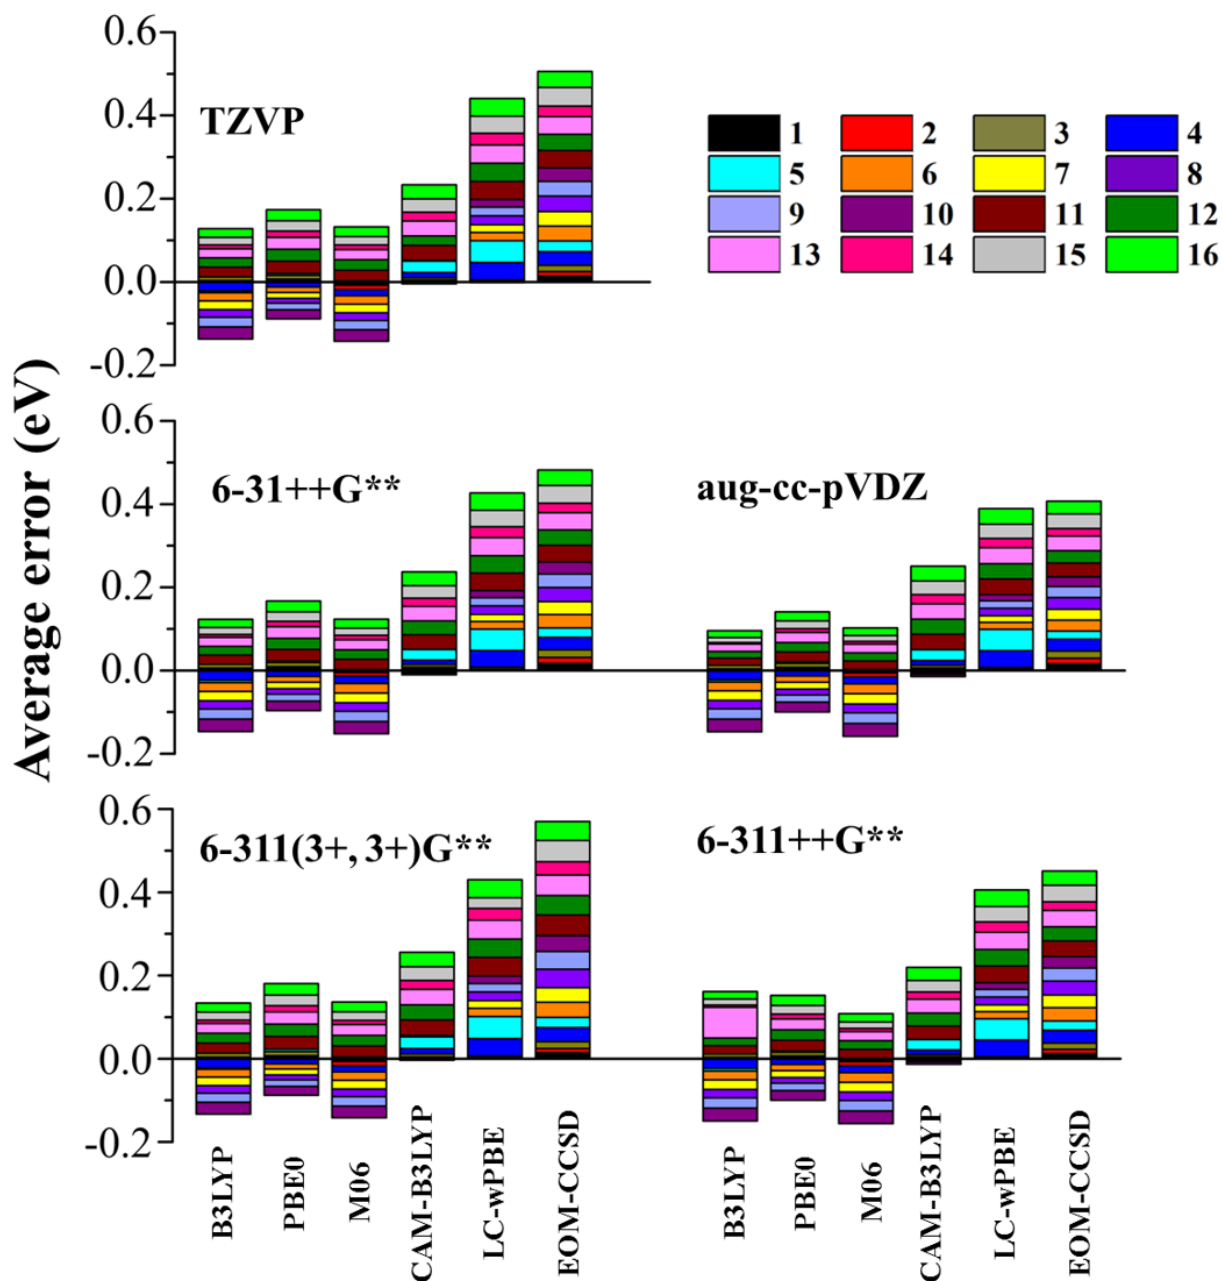 Average error (eV)
0.6
0.4
0.2
0.0
-0.2
TZVP
1 2 3 4
5 6 7 8
9 10 11 12
13 14 15 16
0.6
0.4
0.2
0.0
-0.2
6-31++G**
aug-cc-pVDZ
0.6
0.4
0.2
0.0
-0.2
6-311(3+, 3+)G**
6-311++G**
B3LYP
PBE0
M06
CAM-B3LYP
LC-wPBE
EOM-CCSD
B3LYP
PBE0
M06
CAM-B3LYP
LC-wPBE
EOM-CCSD